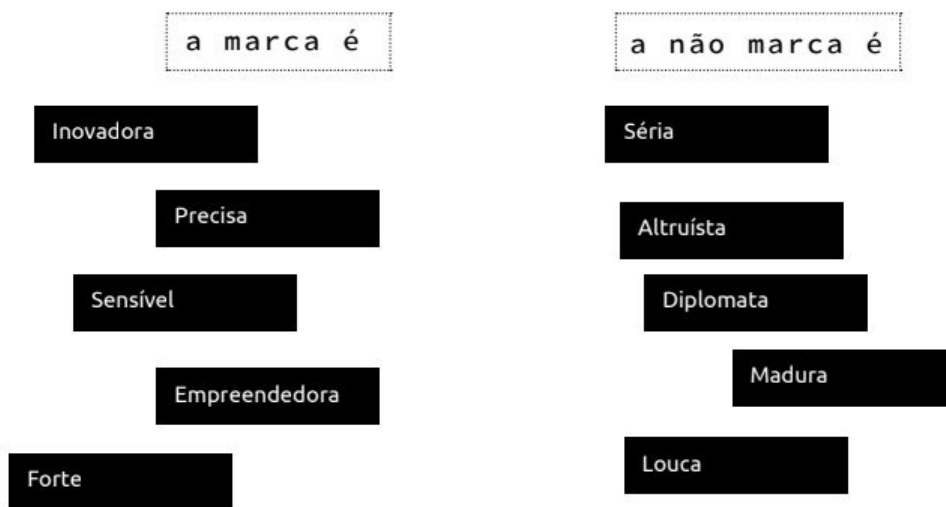 a marca é
Inovadora
Precisa
Sensível
Empreendedora
Forte
a não marca é
Séria
Altruísta
Diplomata
Madura
Louca